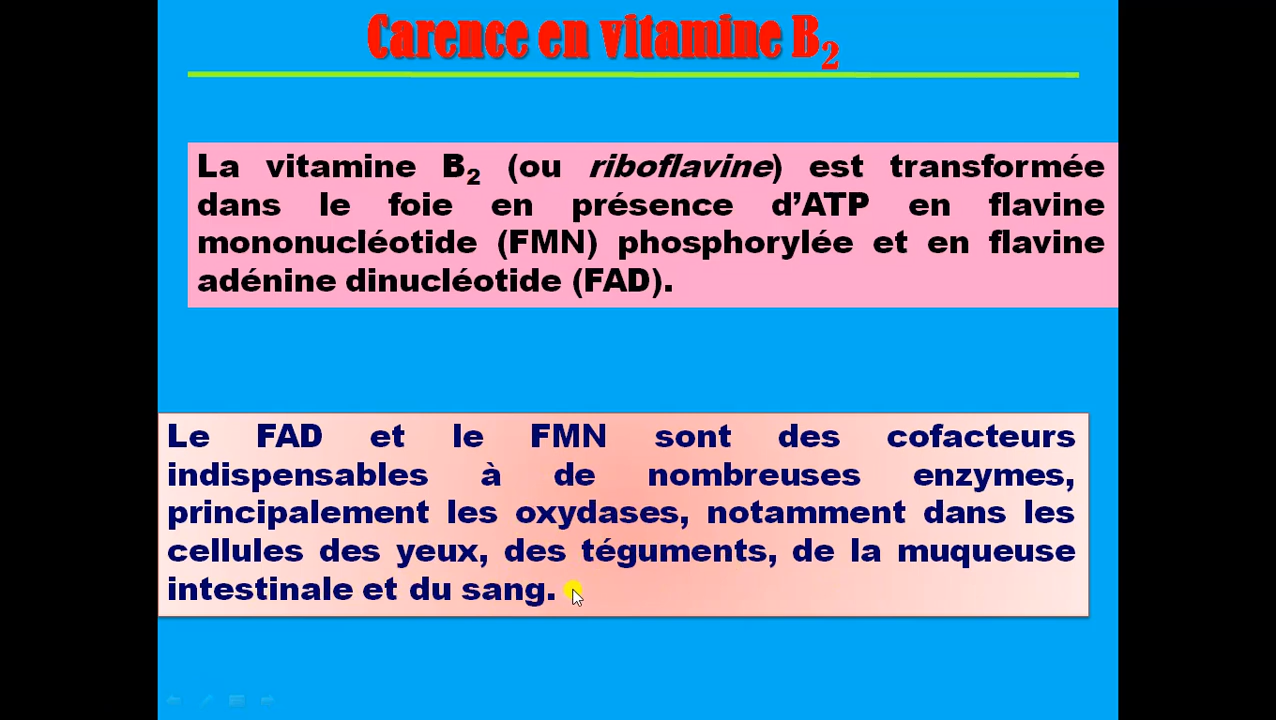 Carence en vitamine B₂
La vitamine B₂ (ou riboflavine) est transformée
dans le foie en présence d’ATP en flavine
mononucléotide (FMN) phosphorylée et en flavine
adénine dinucléotide (FAD).
Le FAD et le FMN sont des cofacteurs
indispensables à de nombreuses enzymes,
principalement les oxydases, notamment dans les
cellules des yeux, des téguments, de la muqueuse
intestinale et du sang.